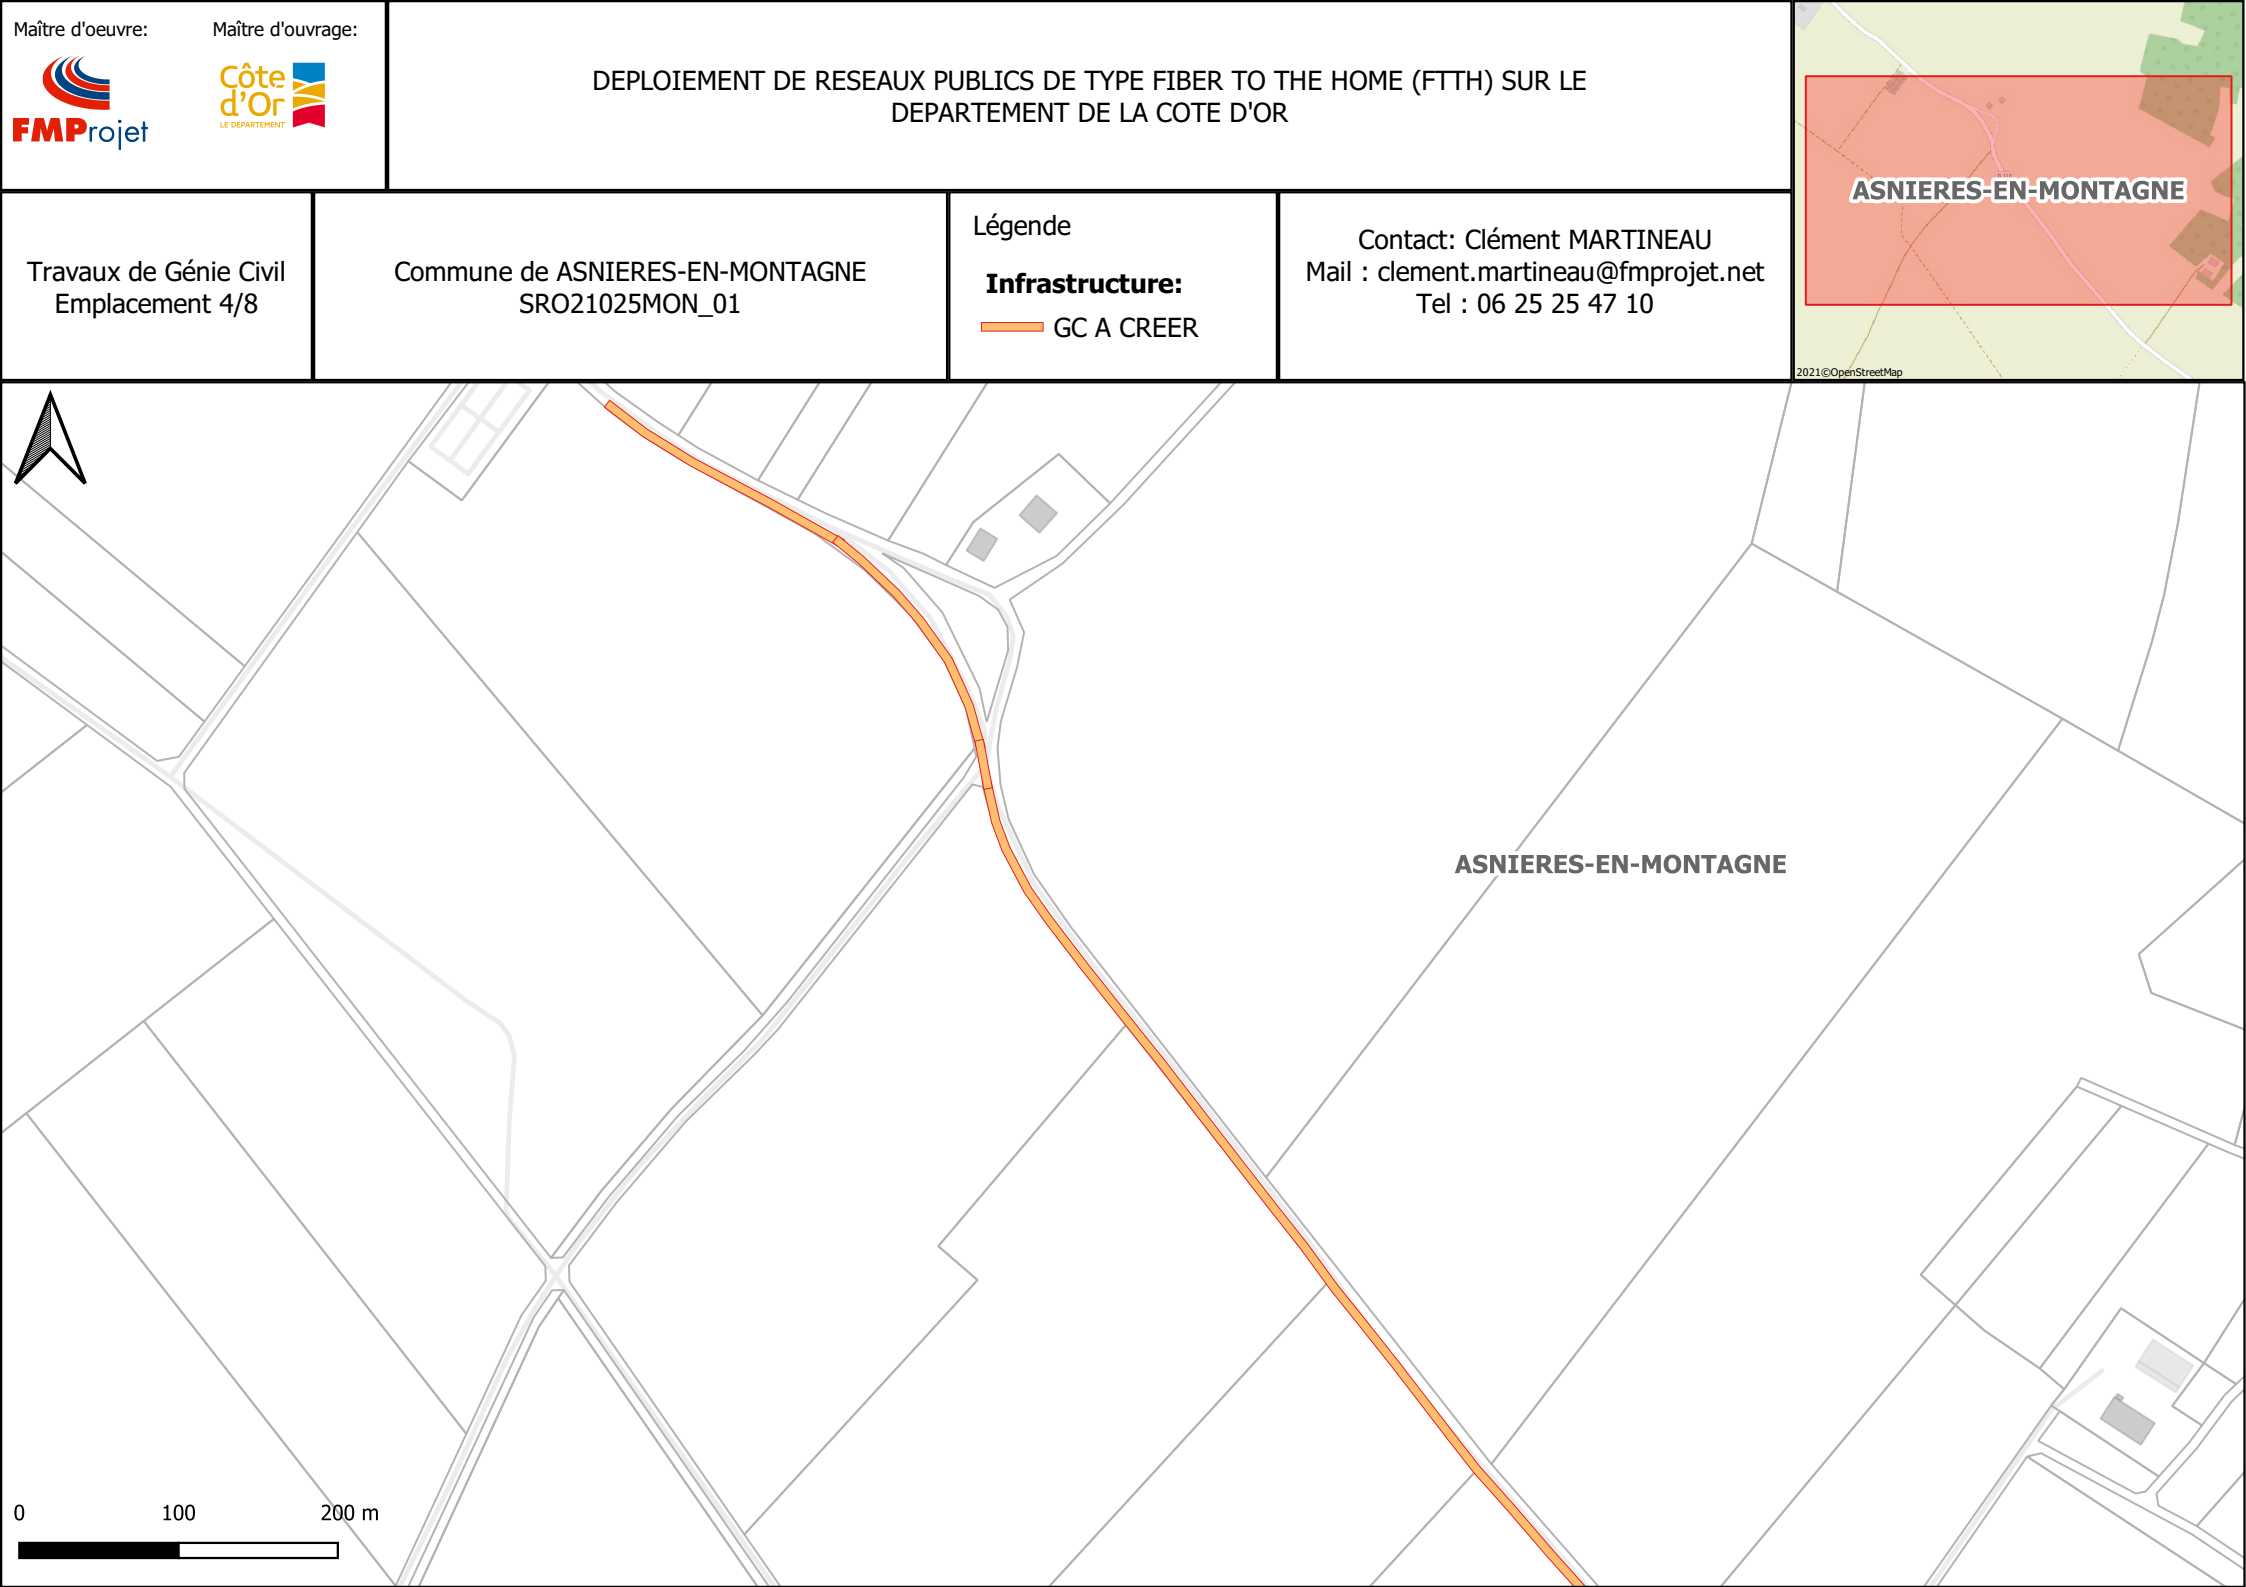 Maître d'oeuvre:
Maître d'ouvrage:
FMProjet
Côte
d'Or
LE DÉPARTEMENT
DEPLOIEMENT DE RESEAUX PUBLICS DE TYPE FIBER TO THE HOME (FTTH) SUR LE
DEPARTEMENT DE LA COTE D'OR
ASNIERES-EN-MONTAGNE
2021©OpenStreetMap
Travaux de Génie Civil
Emplacement 4/8
Commune de ASNIERES-EN-MONTAGNE
SRO21025MON_01
Légende
Infrastructure:
GC A CREER
Contact: Clément MARTINEAU
Mail : clement.martineau@fmprojet.net
Tel : 06 25 25 47 10
ASNIERES-EN-MONTAGNE
0 100 200 m